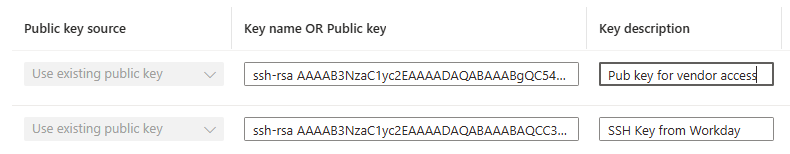 Public key source Key name OR Public key Key description
Use existing public key ssh-rsa AAAAB3NzaC1yc2EAAAADAQABAAABgQC54... Pub key for vendor access
Use existing public key ssh-rsa AAAAB3NzaC1yc2EAAAADAQABAAABAQCC3... SSH Key from Workday